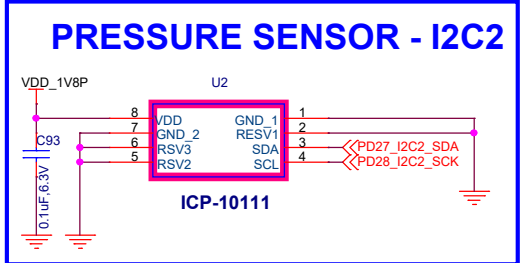 PRESSURE SENSOR - I2C2
VDD_1V8P
U2
8
VDD
GND_1
1
7
GND_2
RESV1
2
6
RSV3
SDA
3
PD27_I2C2_SDA
5
RSV2
SCL
4
PD28_I2C2_SCK
C93
0.1uF,6.3V
ICP-10111